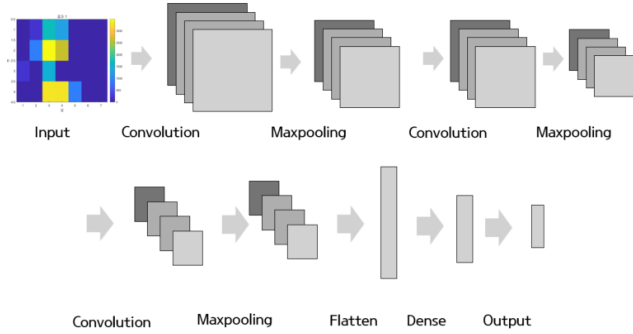 Input
Convolution
Maxpooling
Convolution
Maxpooling
Convolution
Maxpooling
Flatten
Dense
Output